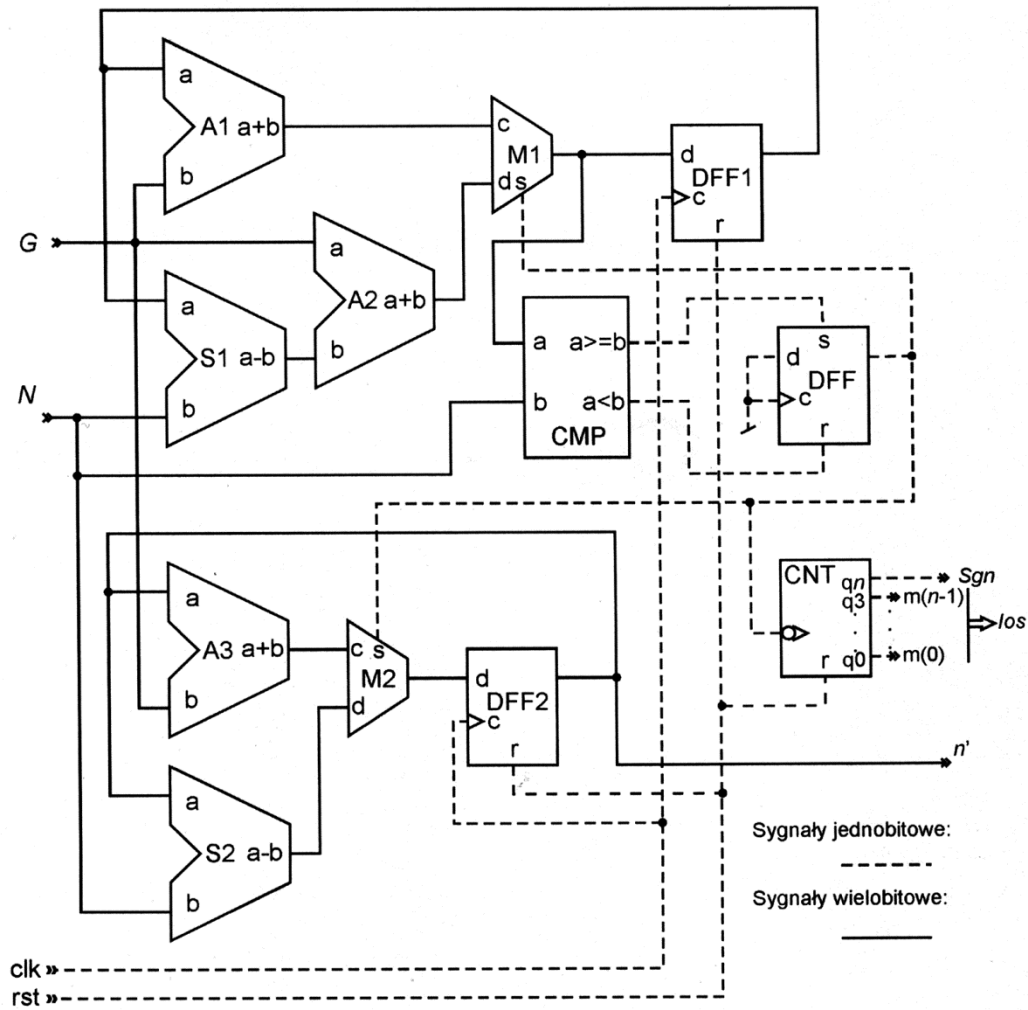 a
A1 a+b
b
c
M1
d s
d
DFF1
c
r
G
a
A2 a+b
b
a
S1 a-b
b
N
a a>=b
b a<b
CMP
s
d
DFF
c
r
a
A3 a+b
b
c s
M2
d
d
DFF2
c
r
CNT
qn
q3
r q0
Sgn
m(n-1)
m(0)
los
n'
a
S2 a-b
b
Sygnały jednobitowe:
Sygnały wielobitowe:
clk
rst